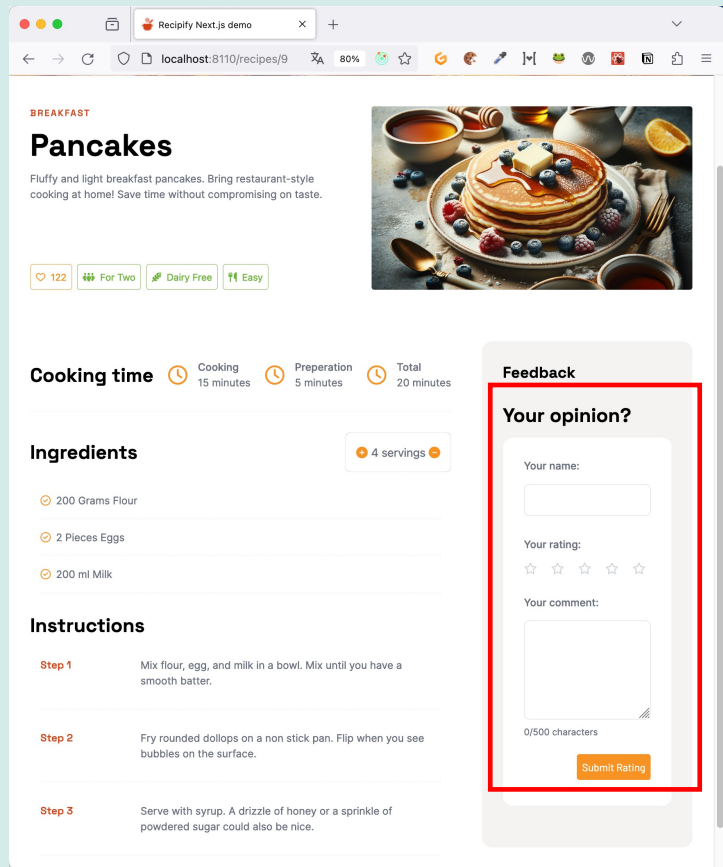 Recipify Next.js demo
localhost:8110/recipes/9
80%
BREAKFAST
Pancakes
Fluffy and light breakfast pancakes. Bring restaurant-style
cooking at home! Save time without compromising on taste.
122
For Two
Dairy Free
Easy
Cooking time
Cooking
15 minutes
Preperation
5 minutes
Total
20 minutes
Ingredients
4 servings
200 Grams Flour
2 Pieces Eggs
200 ml Milk
Instructions
Step 1
Mix flour, egg, and milk in a bowl. Mix until you have a
smooth batter.
Step 2
Fry rounded dollops on a non stick pan. Flip when you see
bubbles on the surface.
Step 3
Serve with syrup. A drizzle of honey or a sprinkle of
powdered sugar could also be nice.
Feedback
Your opinion?
Your name:
Your rating:
Your comment:
0/500 characters
Submit Rating